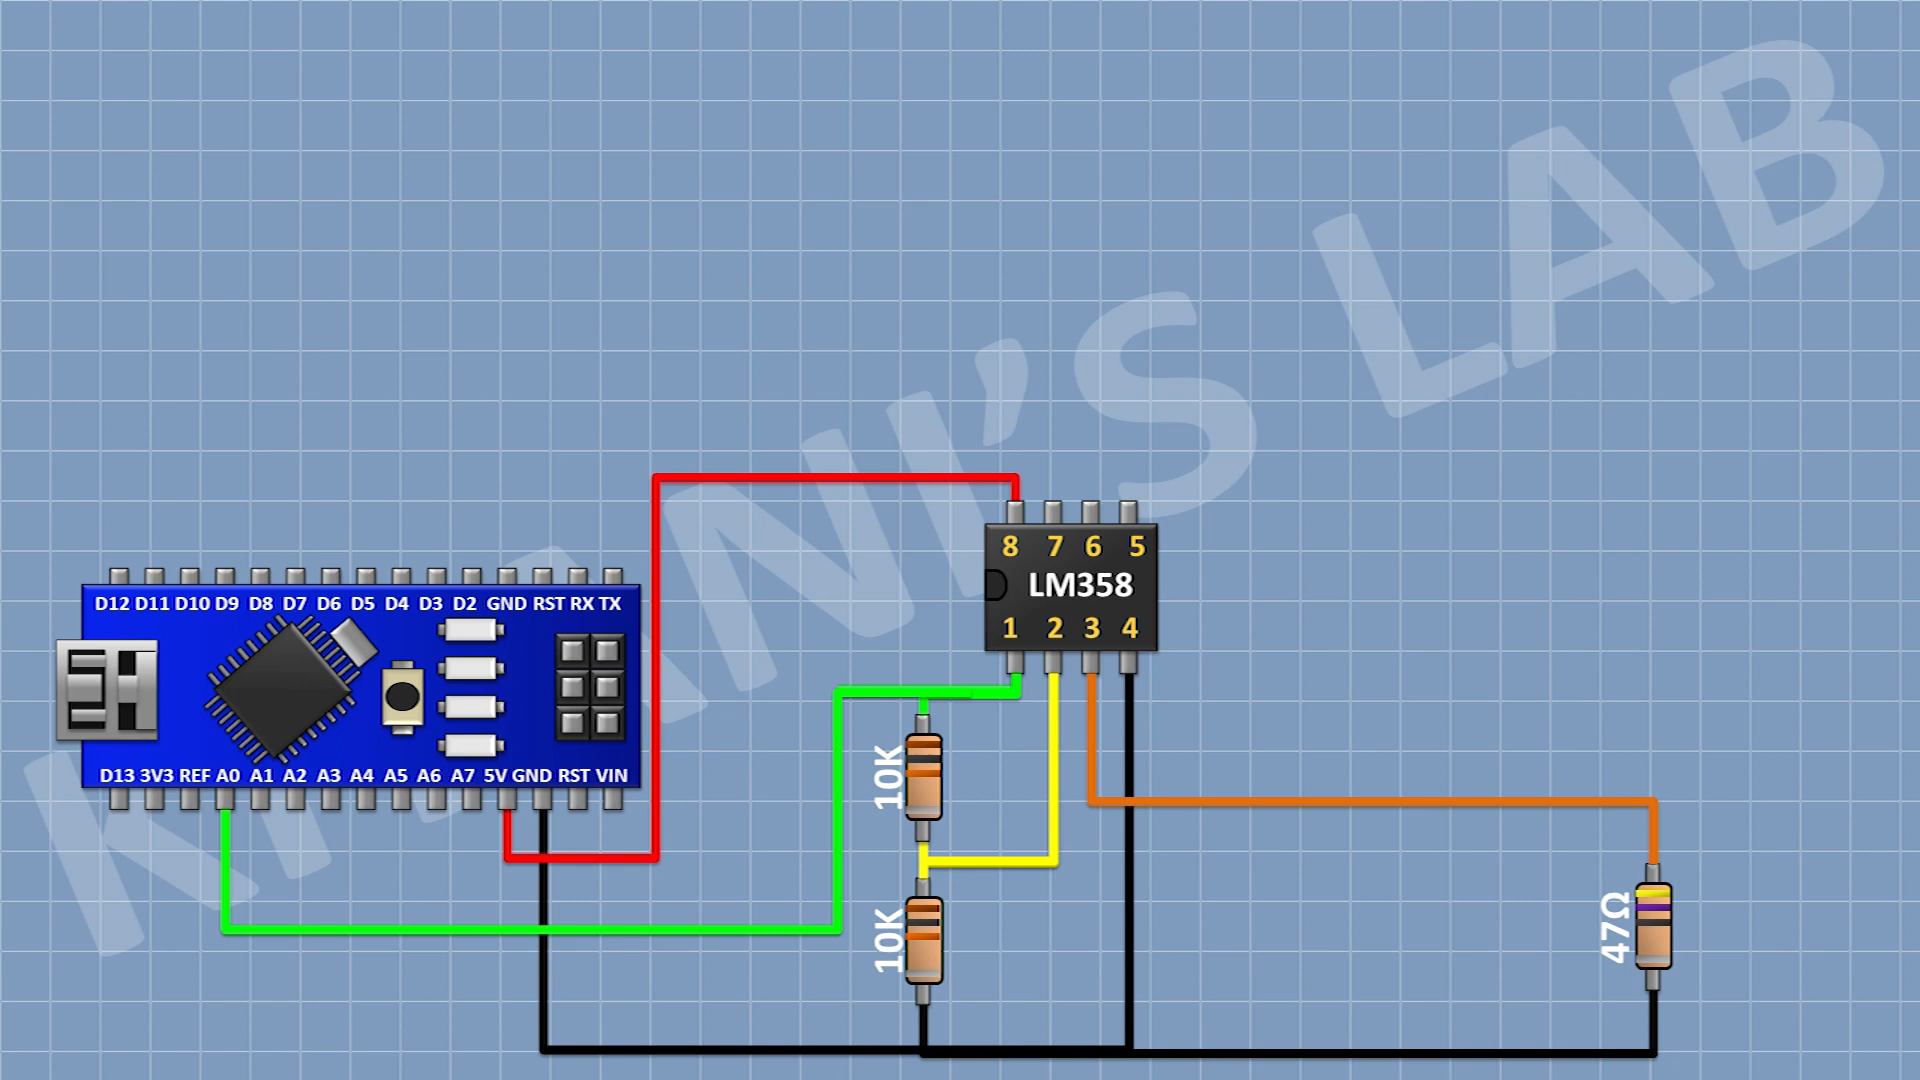 KHANI'S LAB
8 7 6 5
LM358
1 2 3 4
D12 D11 D10 D9 D8 D7 D6 D5 D4 D3 D2 GND RST RX TX
D13 3V3 REF A0 A1 A2 A3 A4 A5 A6 A7 5V GND RST VIN
10K
10K
47Ω